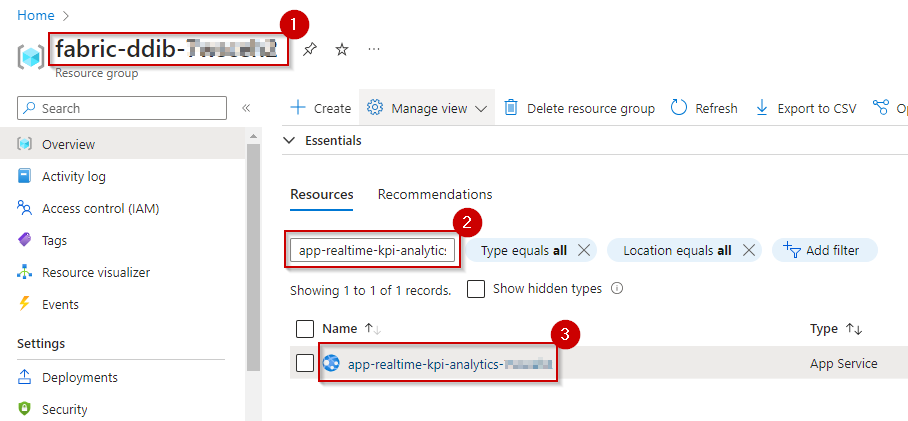 Home >
1
fabric-ddib-
Resource group
Search «
+ Create Manage view Delete resource group Refresh Export to CSV
Essentials
Overview
Activity log
Access control (IAM)
Tags
Resource visualizer
Events
Settings
Deployments
Security
Resources Recommendations
2
app-realtime-kpi-analytics Type equals all Location equals all Add filter
Showing 1 to 1 of 1 records. Show hidden types
Name ↑↓ Type ↑↓
3
app-realtime-kpi-analytics- App Service